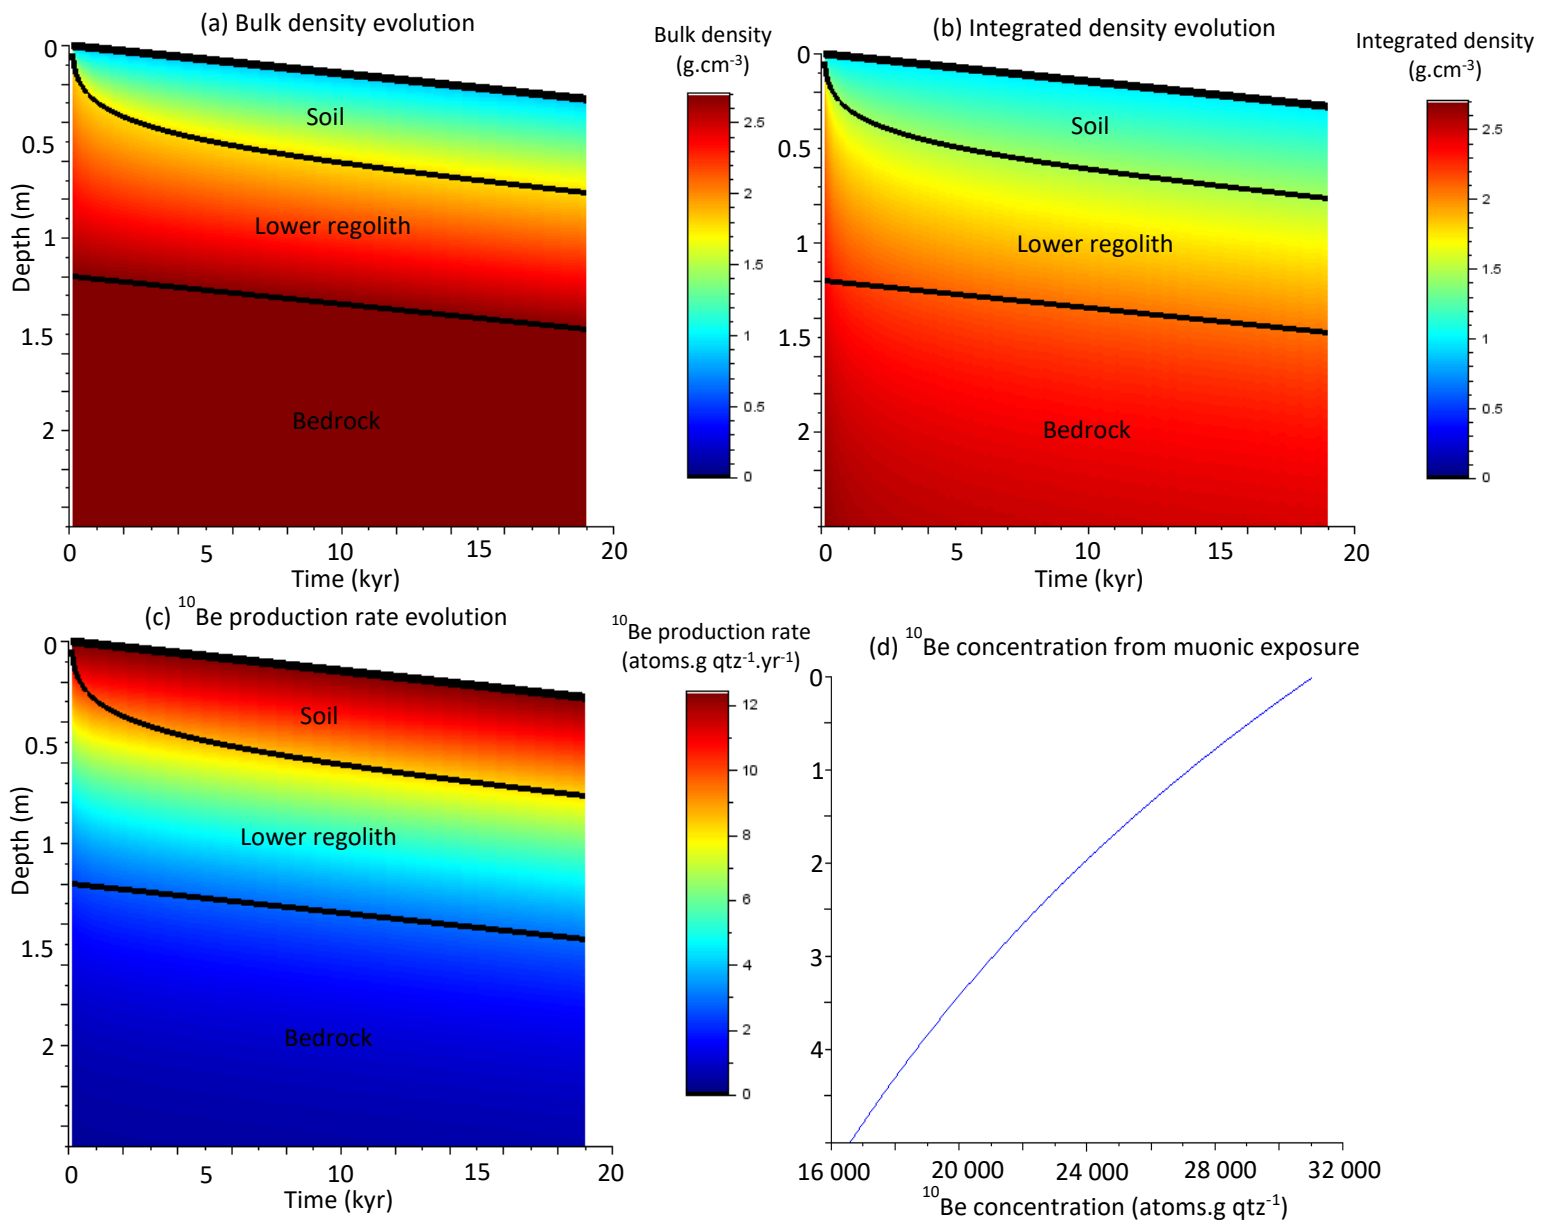 (a) Bulk density evolution
Bulk density
(g.cm⁻³)
0
0.5
1
1.5
2
Depth (m)
Soil
Lower regolith
Bedrock
0 5 10 15 20
Time (kyr)
2.5
2
1.5
1
0.5
0
(b) Integrated density evolution
Integrated density
(g.cm⁻³)
0
0.5
1
1.5
2
Soil
Lower regolith
Bedrock
0 5 10 15 20
Time (kyr)
2.5
2
1.5
1
0.5
0
(c) ¹⁰Be production rate evolution
¹⁰Be production rate
(atoms.g qtz⁻¹.yr⁻¹)
0
0.5
1
1.5
2
Depth (m)
Soil
Lower regolith
Bedrock
0 5 10 15 20
Time (kyr)
12
10
8
6
4
2
0
(d) ¹⁰Be concentration from muonic exposure
0
1
2
3
4
16 000 20 000 24 000 28 000 32 000
¹⁰Be concentration (atoms.g qtz⁻¹)